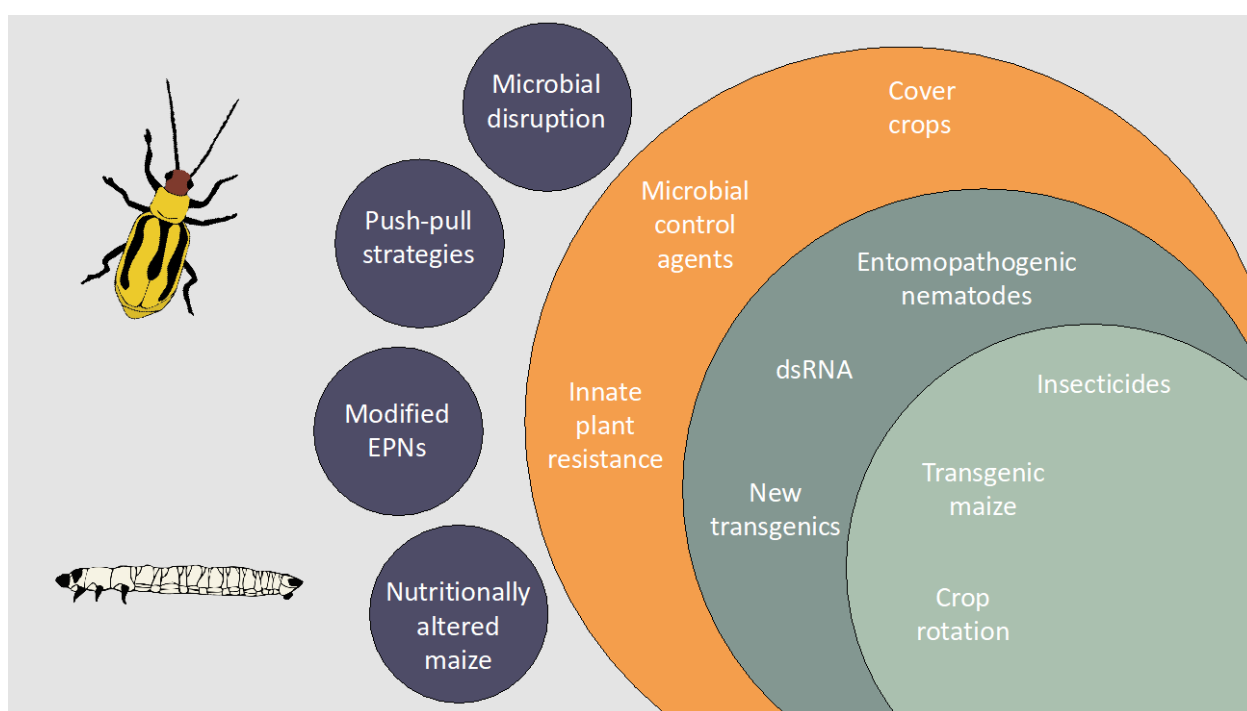 Microbial
disruption
Push-pull
strategies
Modified
EPNs
Nutritionally
altered
maize
Cover
crops
Microbial
control
agents
Innate
plant
resistance
Entomopathogenic
nematodes
dsRNA
New
transgenics
Insecticides
Transgenic
maize
Crop
rotation